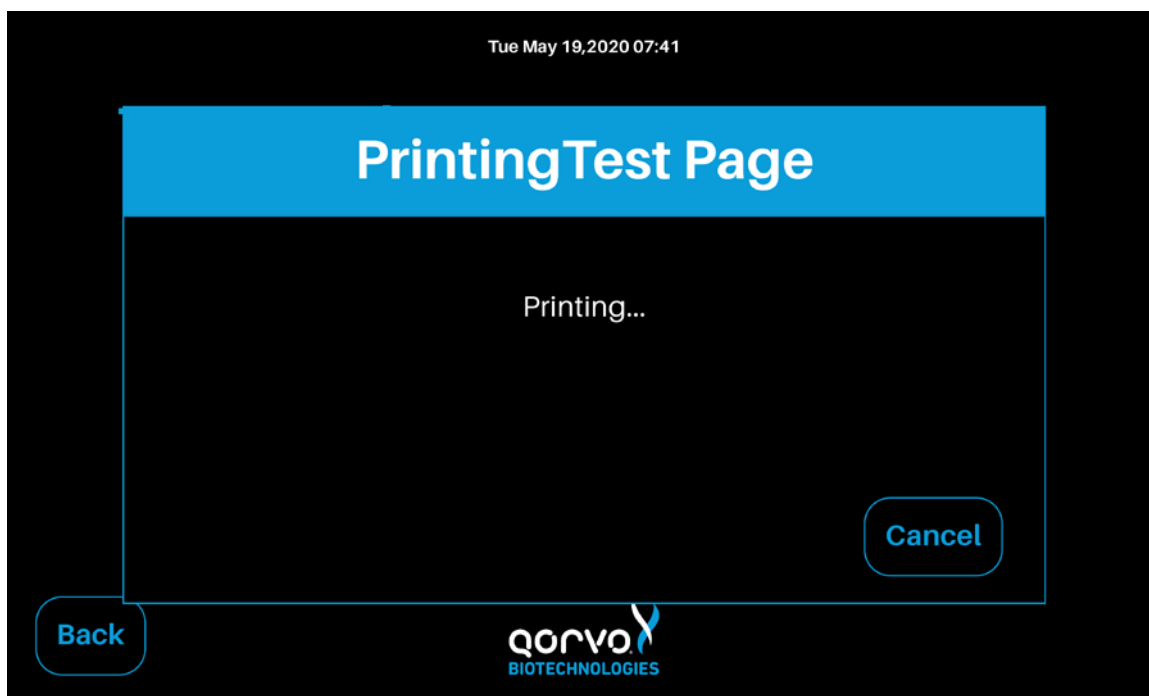 Tue May 19,2020 07:41
PrintingTest Page
Printing...
Cancel
Back
QORVO.
BIOTECHNOLOGIES